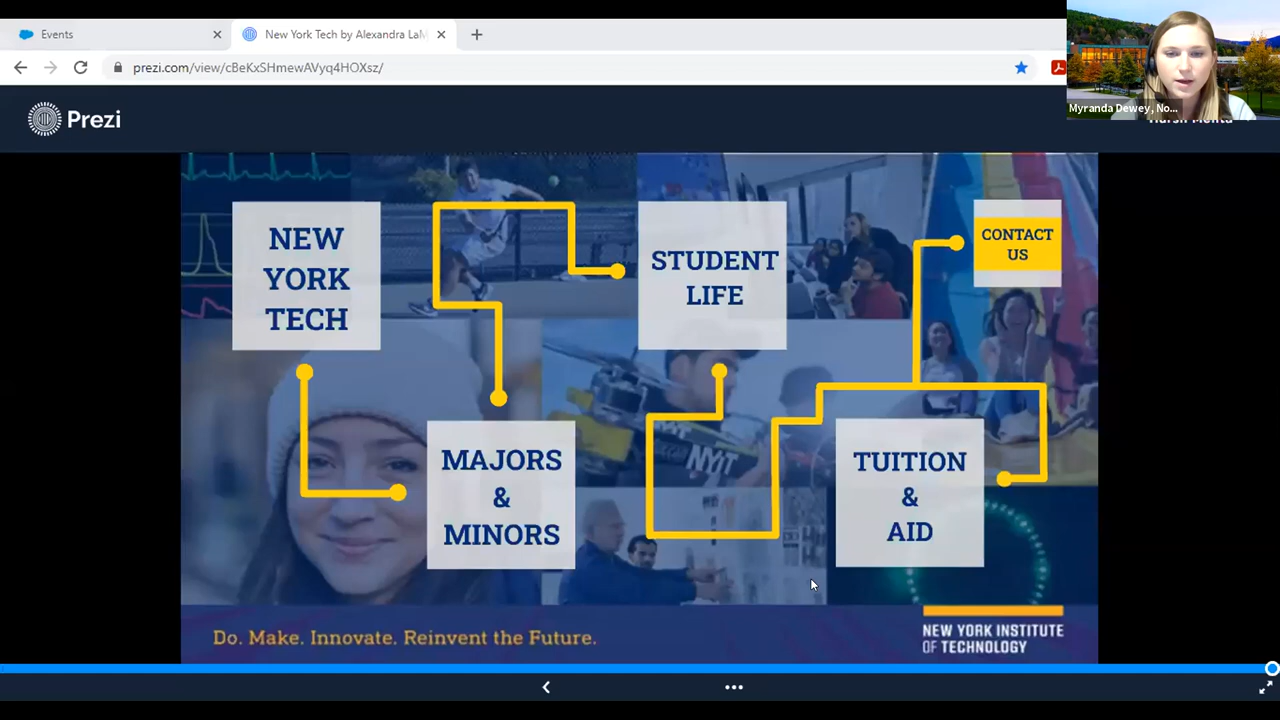 Events
New York Tech by Alexandra LaM
prezi.com/view/cBeKxSHmewAVyq4HOXsz/
Myranda Dewey, No...
Prezi
NEW
YORK
TECH
STUDENT
LIFE
CONTACT
US
MAJORS
&
MINORS
NYiT
TUITION
&
AID
Do. Make. Innovate. Reinvent the Future.
NEW YORK INSTITUTE
OF TECHNOLOGY